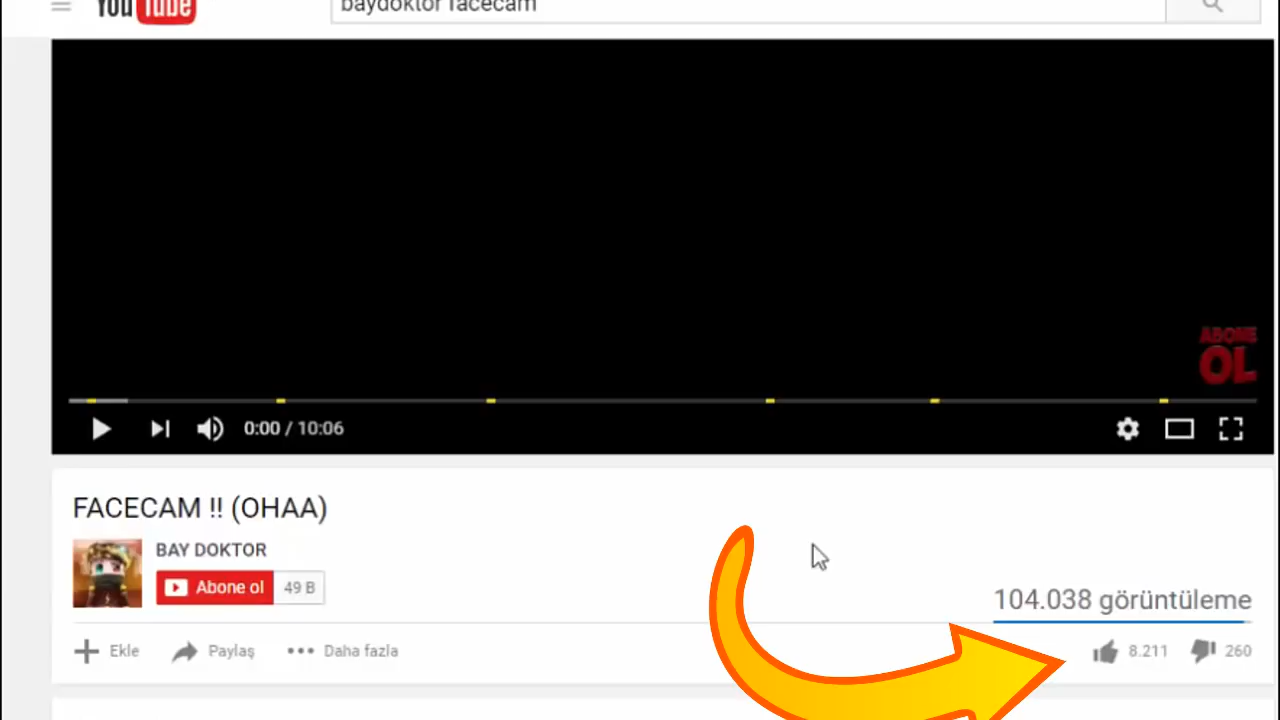 YouTube
baydoktor facecam
ABONE
OL
0:00 / 10:06
FACECAM !! (OHAA)
BAY DOKTOR
Abone ol 49 B
104.038 görüntüleme
Ekle Paylaş Daha fazla 8.211 260